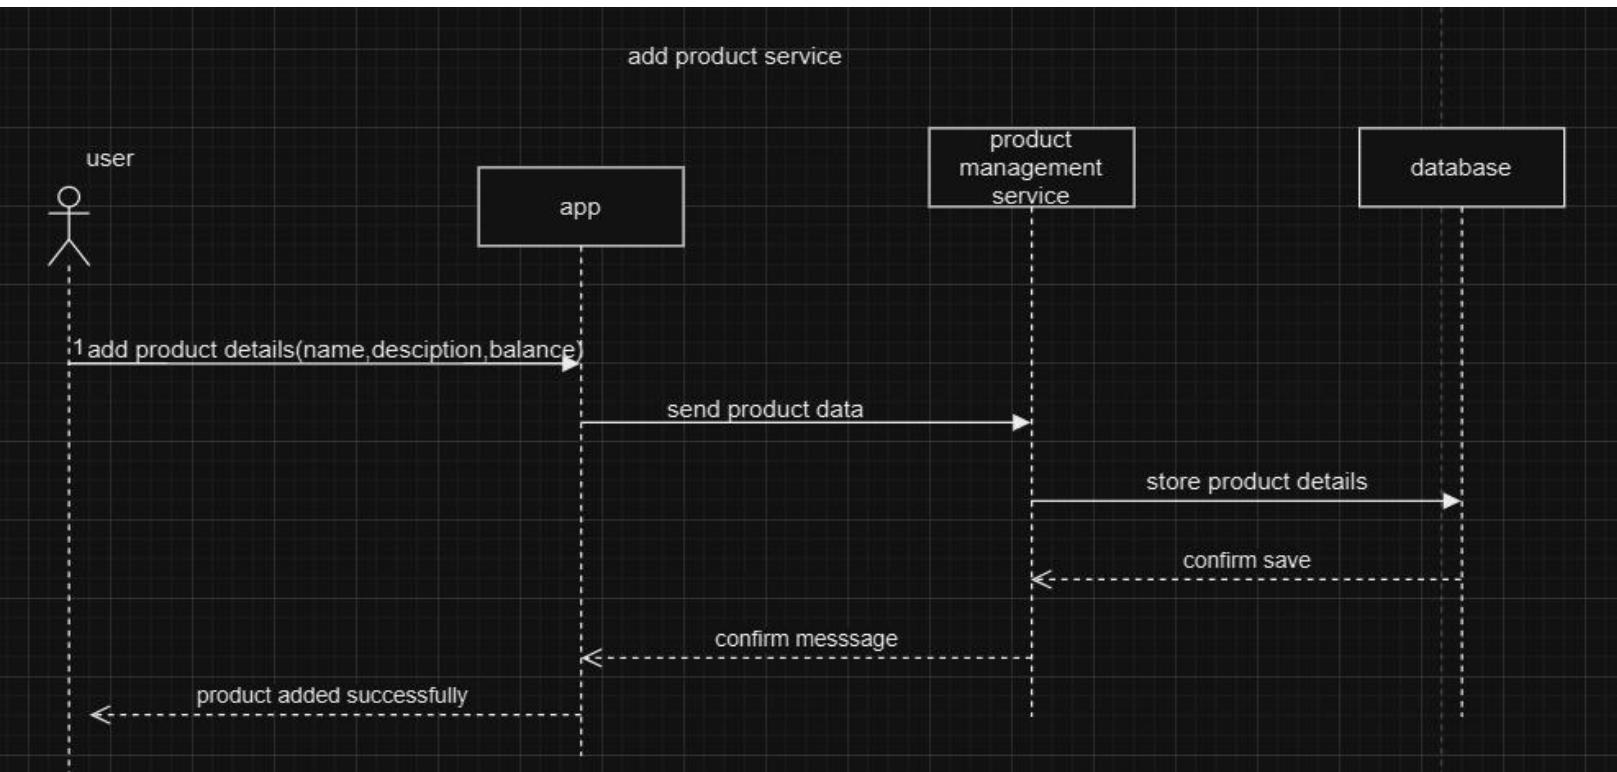 add product service
user
app
product
management
service
database
1 add product details(name,desciption,balance)
send product data
store product details
confirm save
confirm messsage
product added successfully